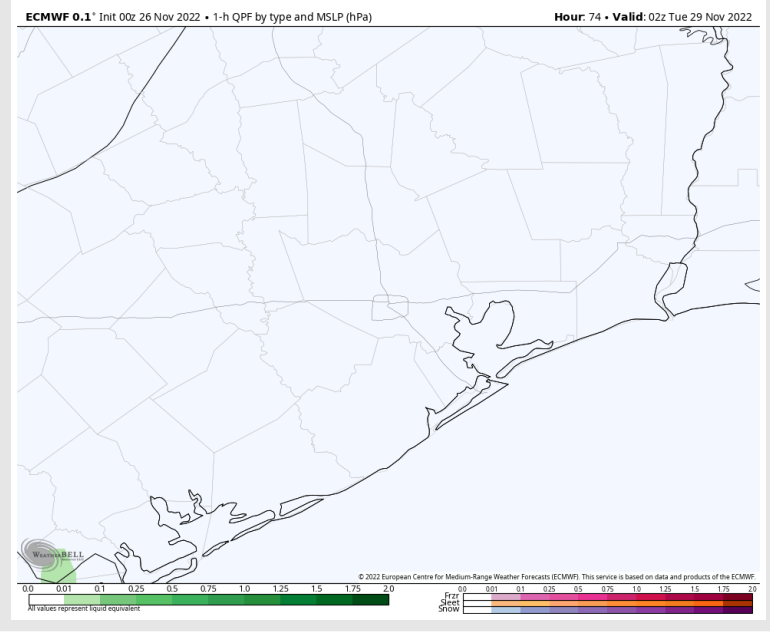 ECMWF 0.1° Init 00z 26 Nov 2022 • 1-h QPF by type and MSLP (hPa)
Hour: 74 • Valid: 02z Tue 29 Nov 2022
WEATHERBELL
© 2022 European Centre for Medium-Range Weather Forecasts (ECMWF). This service is based on data and products of the ECMWF.
0.0 0.01 0.1 0.25 0.5 0.75 1.0 1.25 1.5 1.75 2.0
All values represent liquid equivalent
0.0 0.01 0.1 0.25 0.5 0.75 1.0 1.25 1.5 1.75 2.0
Frzr
Sleet
Snow